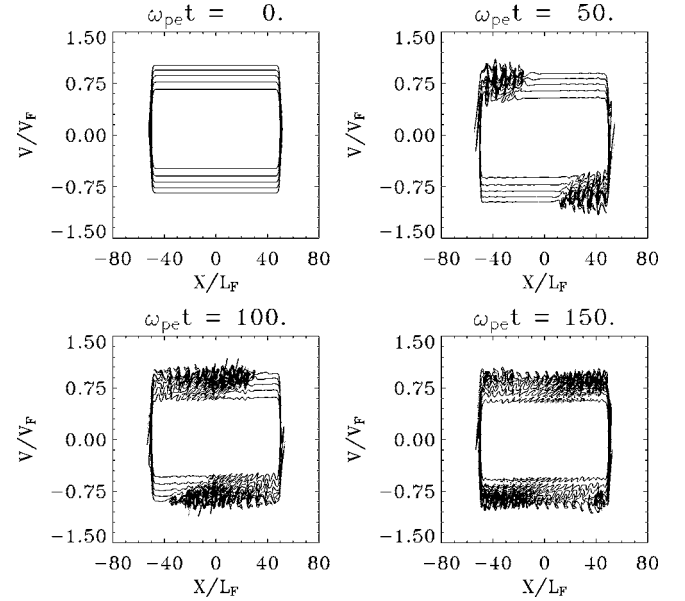 ω_pe t = 0.
ω_pe t = 50.
1.50
0.75
0.00
−0.75
−1.50
V/V_F
−80 −40 0 40 80
X/L_F
1.50
0.75
0.00
−0.75
−1.50
V/V_F
−80 −40 0 40 80
X/L_F
ω_pe t = 100.
ω_pe t = 150.
1.50
0.75
0.00
−0.75
−1.50
V/V_F
−80 −40 0 40 80
X/L_F
1.50
0.75
0.00
−0.75
−1.50
V/V_F
−80 −40 0 40 80
X/L_F